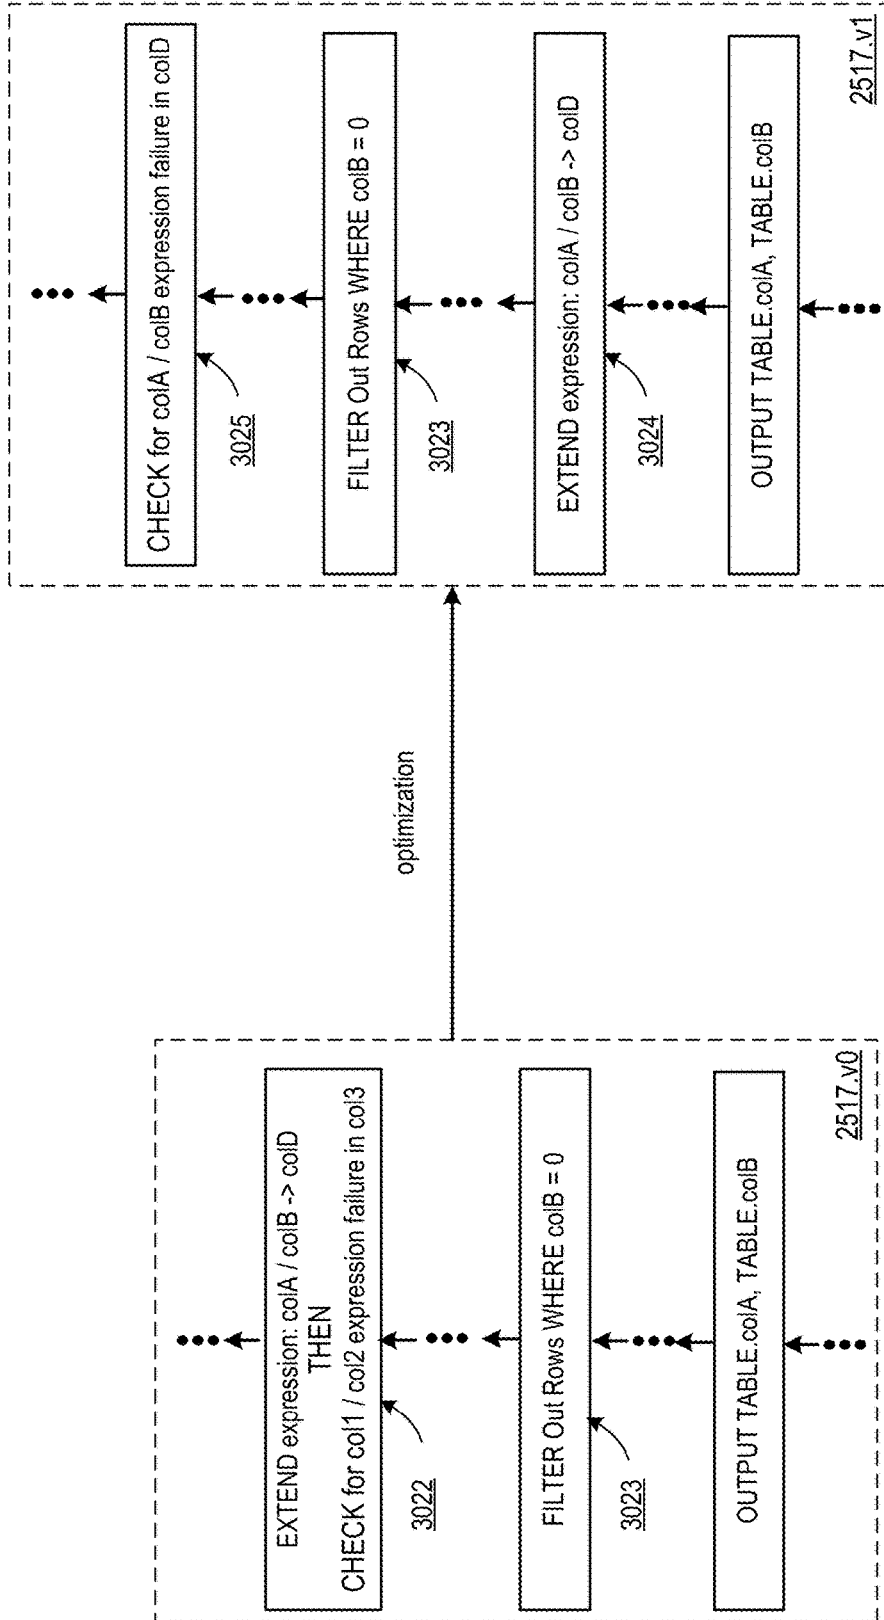 EXTEND expression: colA / colB -> colD
THEN
CHECK for col1 / col2 expression failure in col3
3022
FILTER Out Rows WHERE colB = 0
3023
OUTPUT TABLE.colA, TABLE.colB
2517.v0
optimization
CHECK for colA / colB expression failure in colD
3025
FILTER Out Rows WHERE colB = 0
3023
EXTEND expression: colA / colB -> colD
3024
OUTPUT TABLE.colA, TABLE.colB
2517.v1